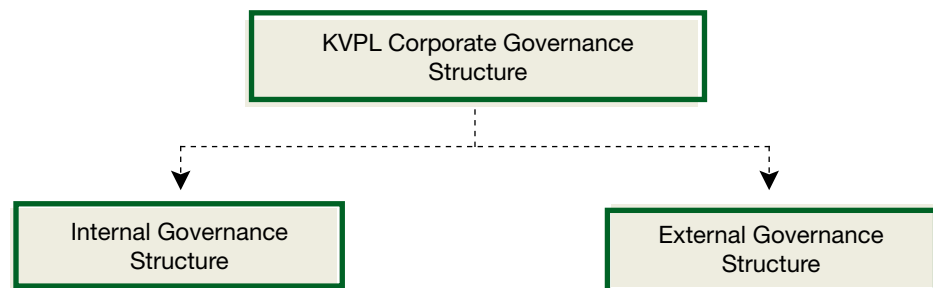 KVPL Corporate Governance
Structure
Internal Governance
Structure
External Governance
Structure